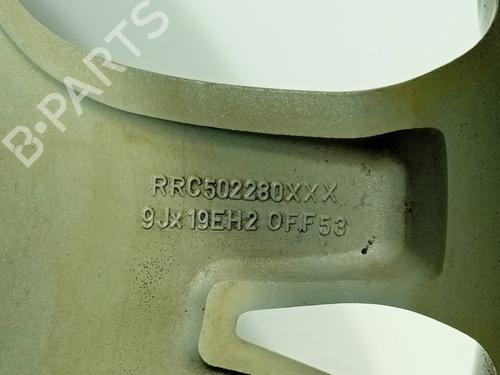 B-PARTS
RRC502280XXX
9Jx19EH2 OFF53